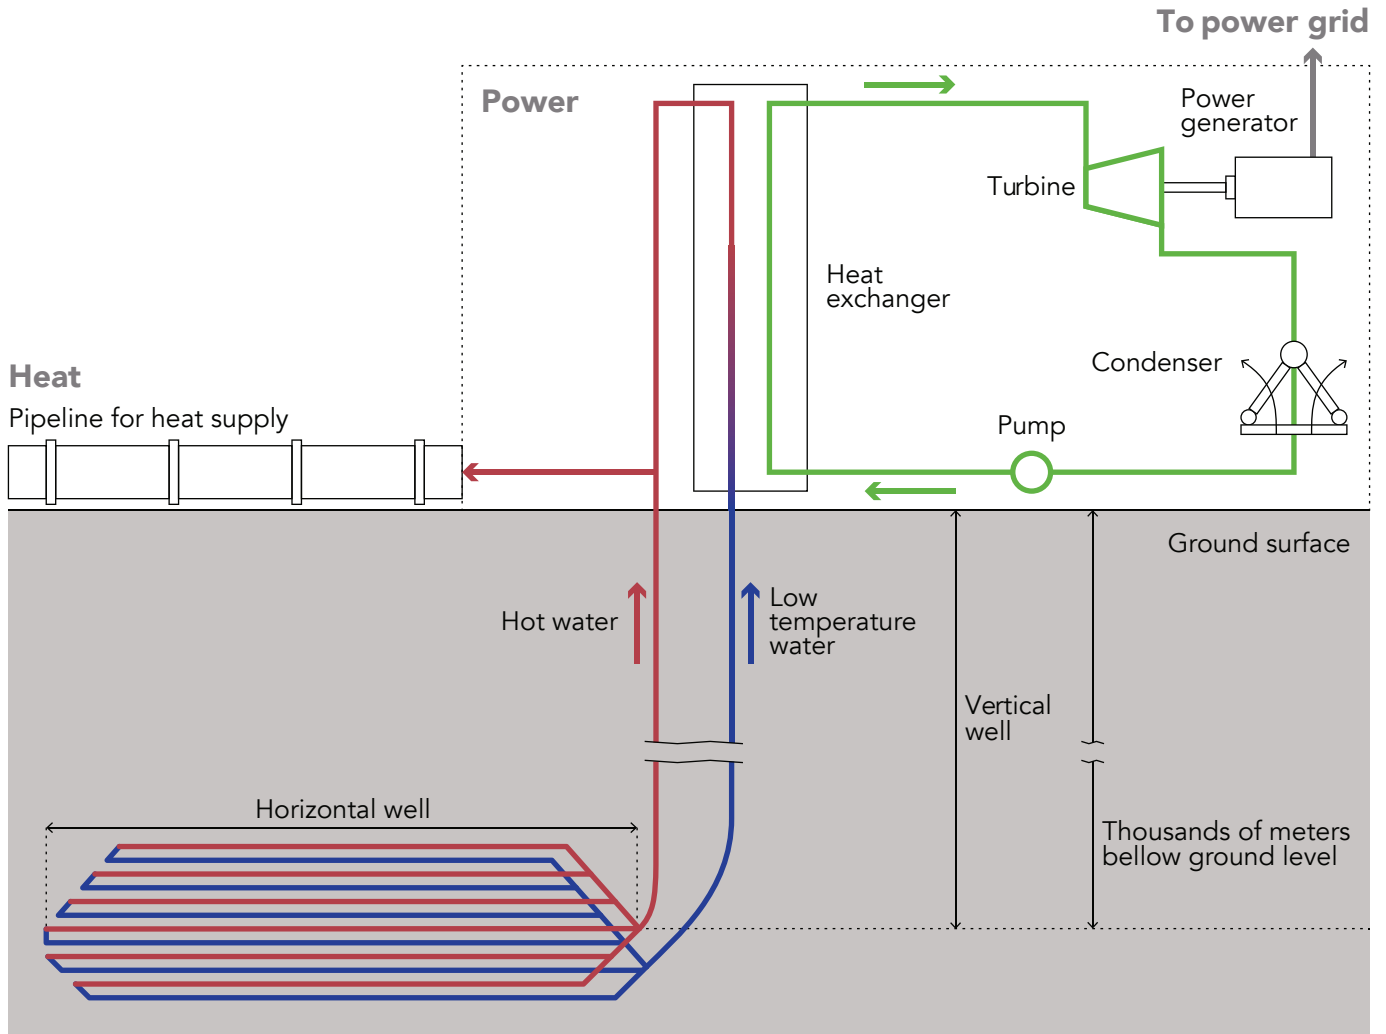 To power grid
Power
Power
generator
Turbine
Heat
exchanger
Condenser
Heat
Pipeline for heat supply
Pump
Ground surface
Hot water
Low
temperature
water
Vertical
well
Horizontal well
Thousands of meters
bellow ground level